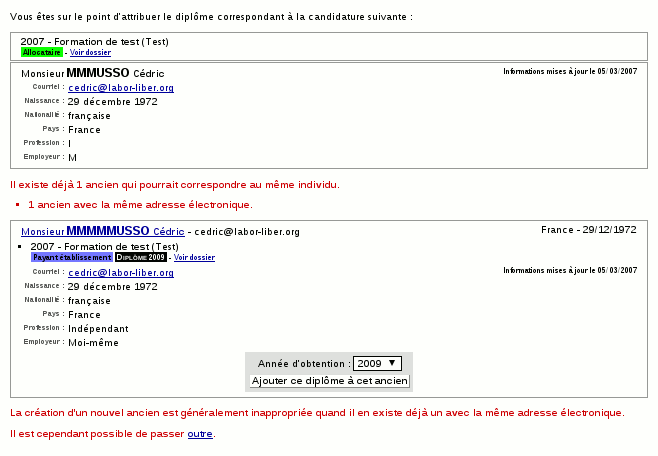 Vous êtes sur le point d'attribuer le diplôme correspondant à la candidature suivante :
2007 - Formation de test (Test)
Allocataire - Voir dossier
Monsieur MMMUSSO Cédric
Informations mises à jour le 05/03/2007
Courriel : cedric@labor-liber.org
Naissance : 29 décembre 1972
Nationalité : française
Pays : France
Profession : I
Employeur : M
Il existe déjà 1 ancien qui pourrait correspondre au même individu.
1 ancien avec la même adresse électronique.
Monsieur MMMMMUSSO Cédric - cedric@labor-liber.org
France - 29/12/1972
2007 - Formation de test (Test)
Payant établissement Diplômé 2009 - Voir dossier
Courriel : cedric@labor-liber.org
Informations mises à jour le 05/03/2007
Naissance : 29 décembre 1972
Nationalité : française
Pays : France
Profession : Indépendant
Employeur : Moi-même
Année d'obtention : 2009 ▼
Ajouter ce diplôme à cet ancien
La création d'un nouvel ancien est généralement inappropriée quand il en existe déjà un avec la même adresse électronique.
Il est cependant possible de passer outre.